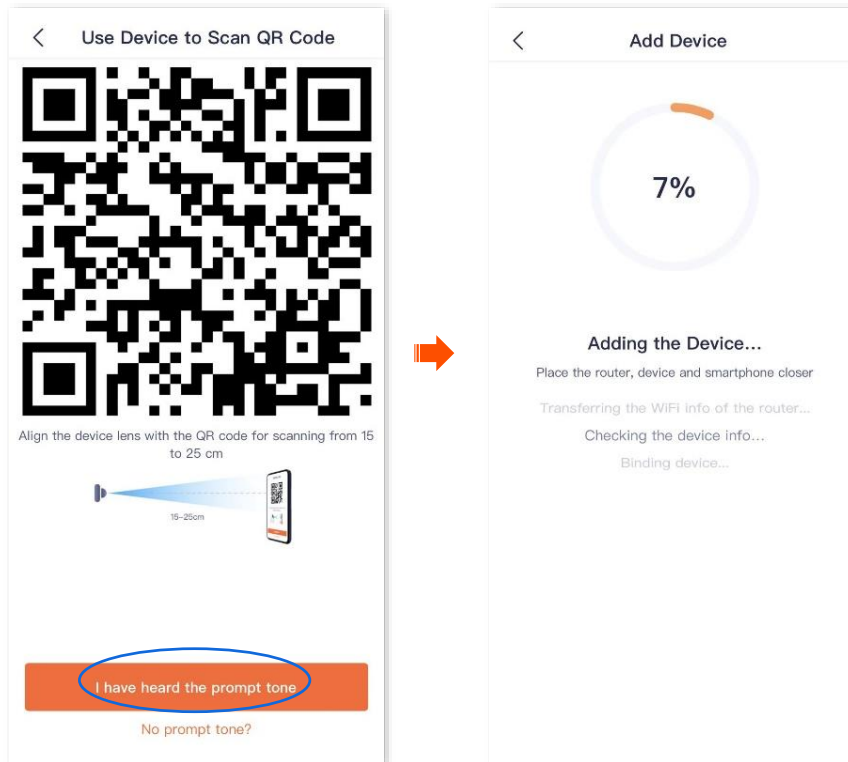 Use Device to Scan QR Code
Align the device lens with the QR code for scanning from 15
to 25 cm
15-25cm
I have heard the prompt tone
No prompt tone?
Add Device
7%
Adding the Device...
Place the router, device and smartphone closer
Transferring the WiFi info of the router...
Checking the device info...
Binding device...